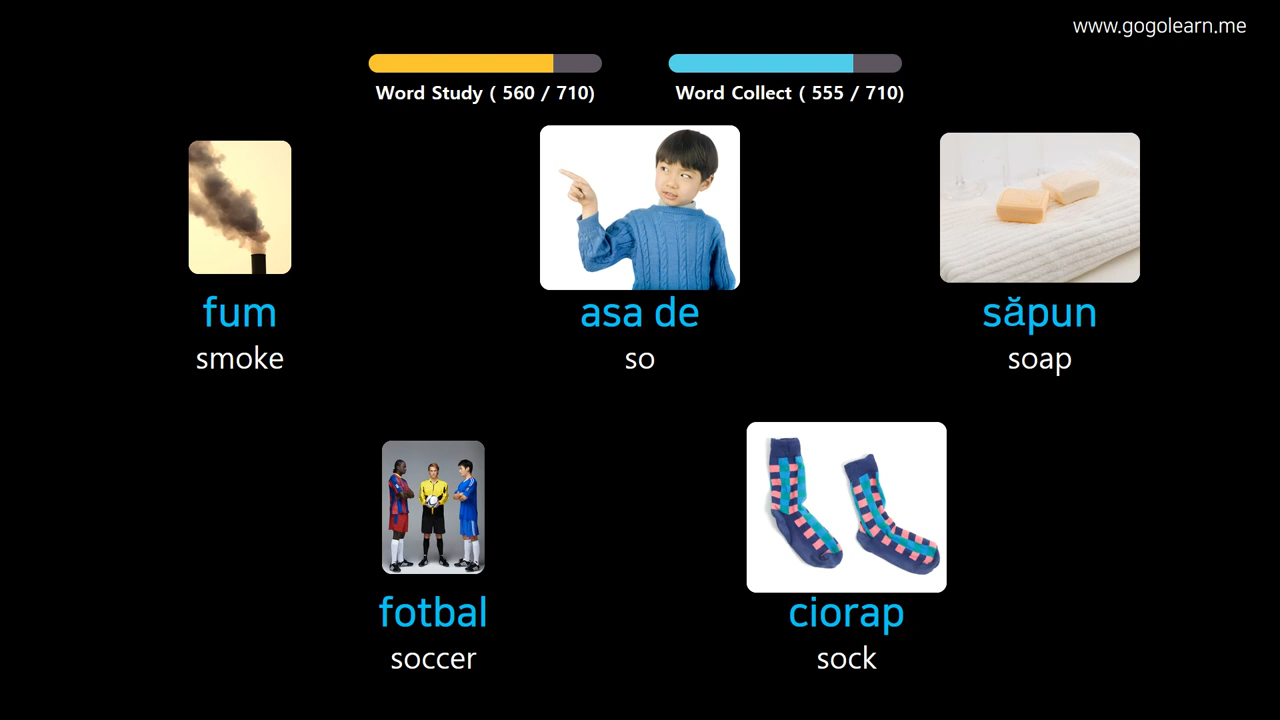 www.gogolearn.me
Word Study ( 560 / 710)
Word Collect ( 555 / 710)
fum
smoke
asa de
so
săpun
soap
fotbal
soccer
ciorap
sock